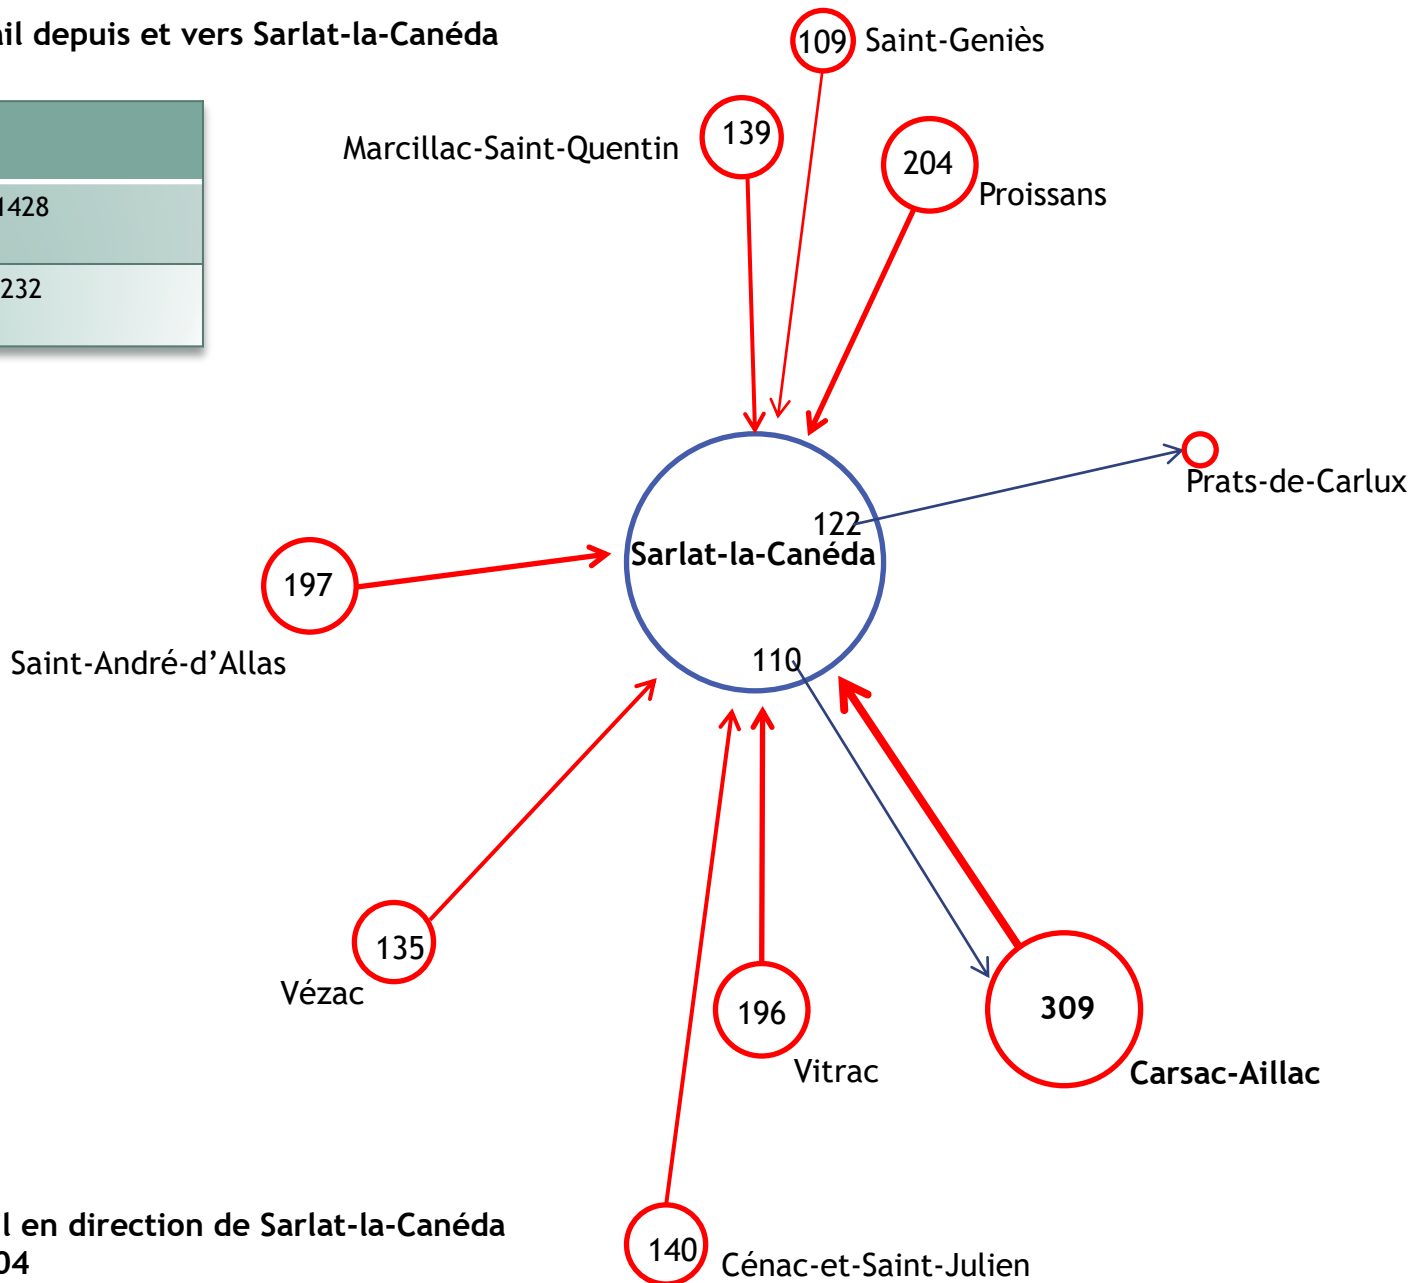 ail depuis et vers Sarlat-la-Canéda
109 Saint-Geniès
Marcillac-Saint-Quentin 139
204
Proissans
1428
232
Prats-de-Carlux
122
Sarlat-la-Canéda
197
Saint-André-d’Allas
110
135
Vézac
196
Vitrac
309
Carsac-Aillac
l en direction de Sarlat-la-Canéda
04
140 Cénac-et-Saint-Julien